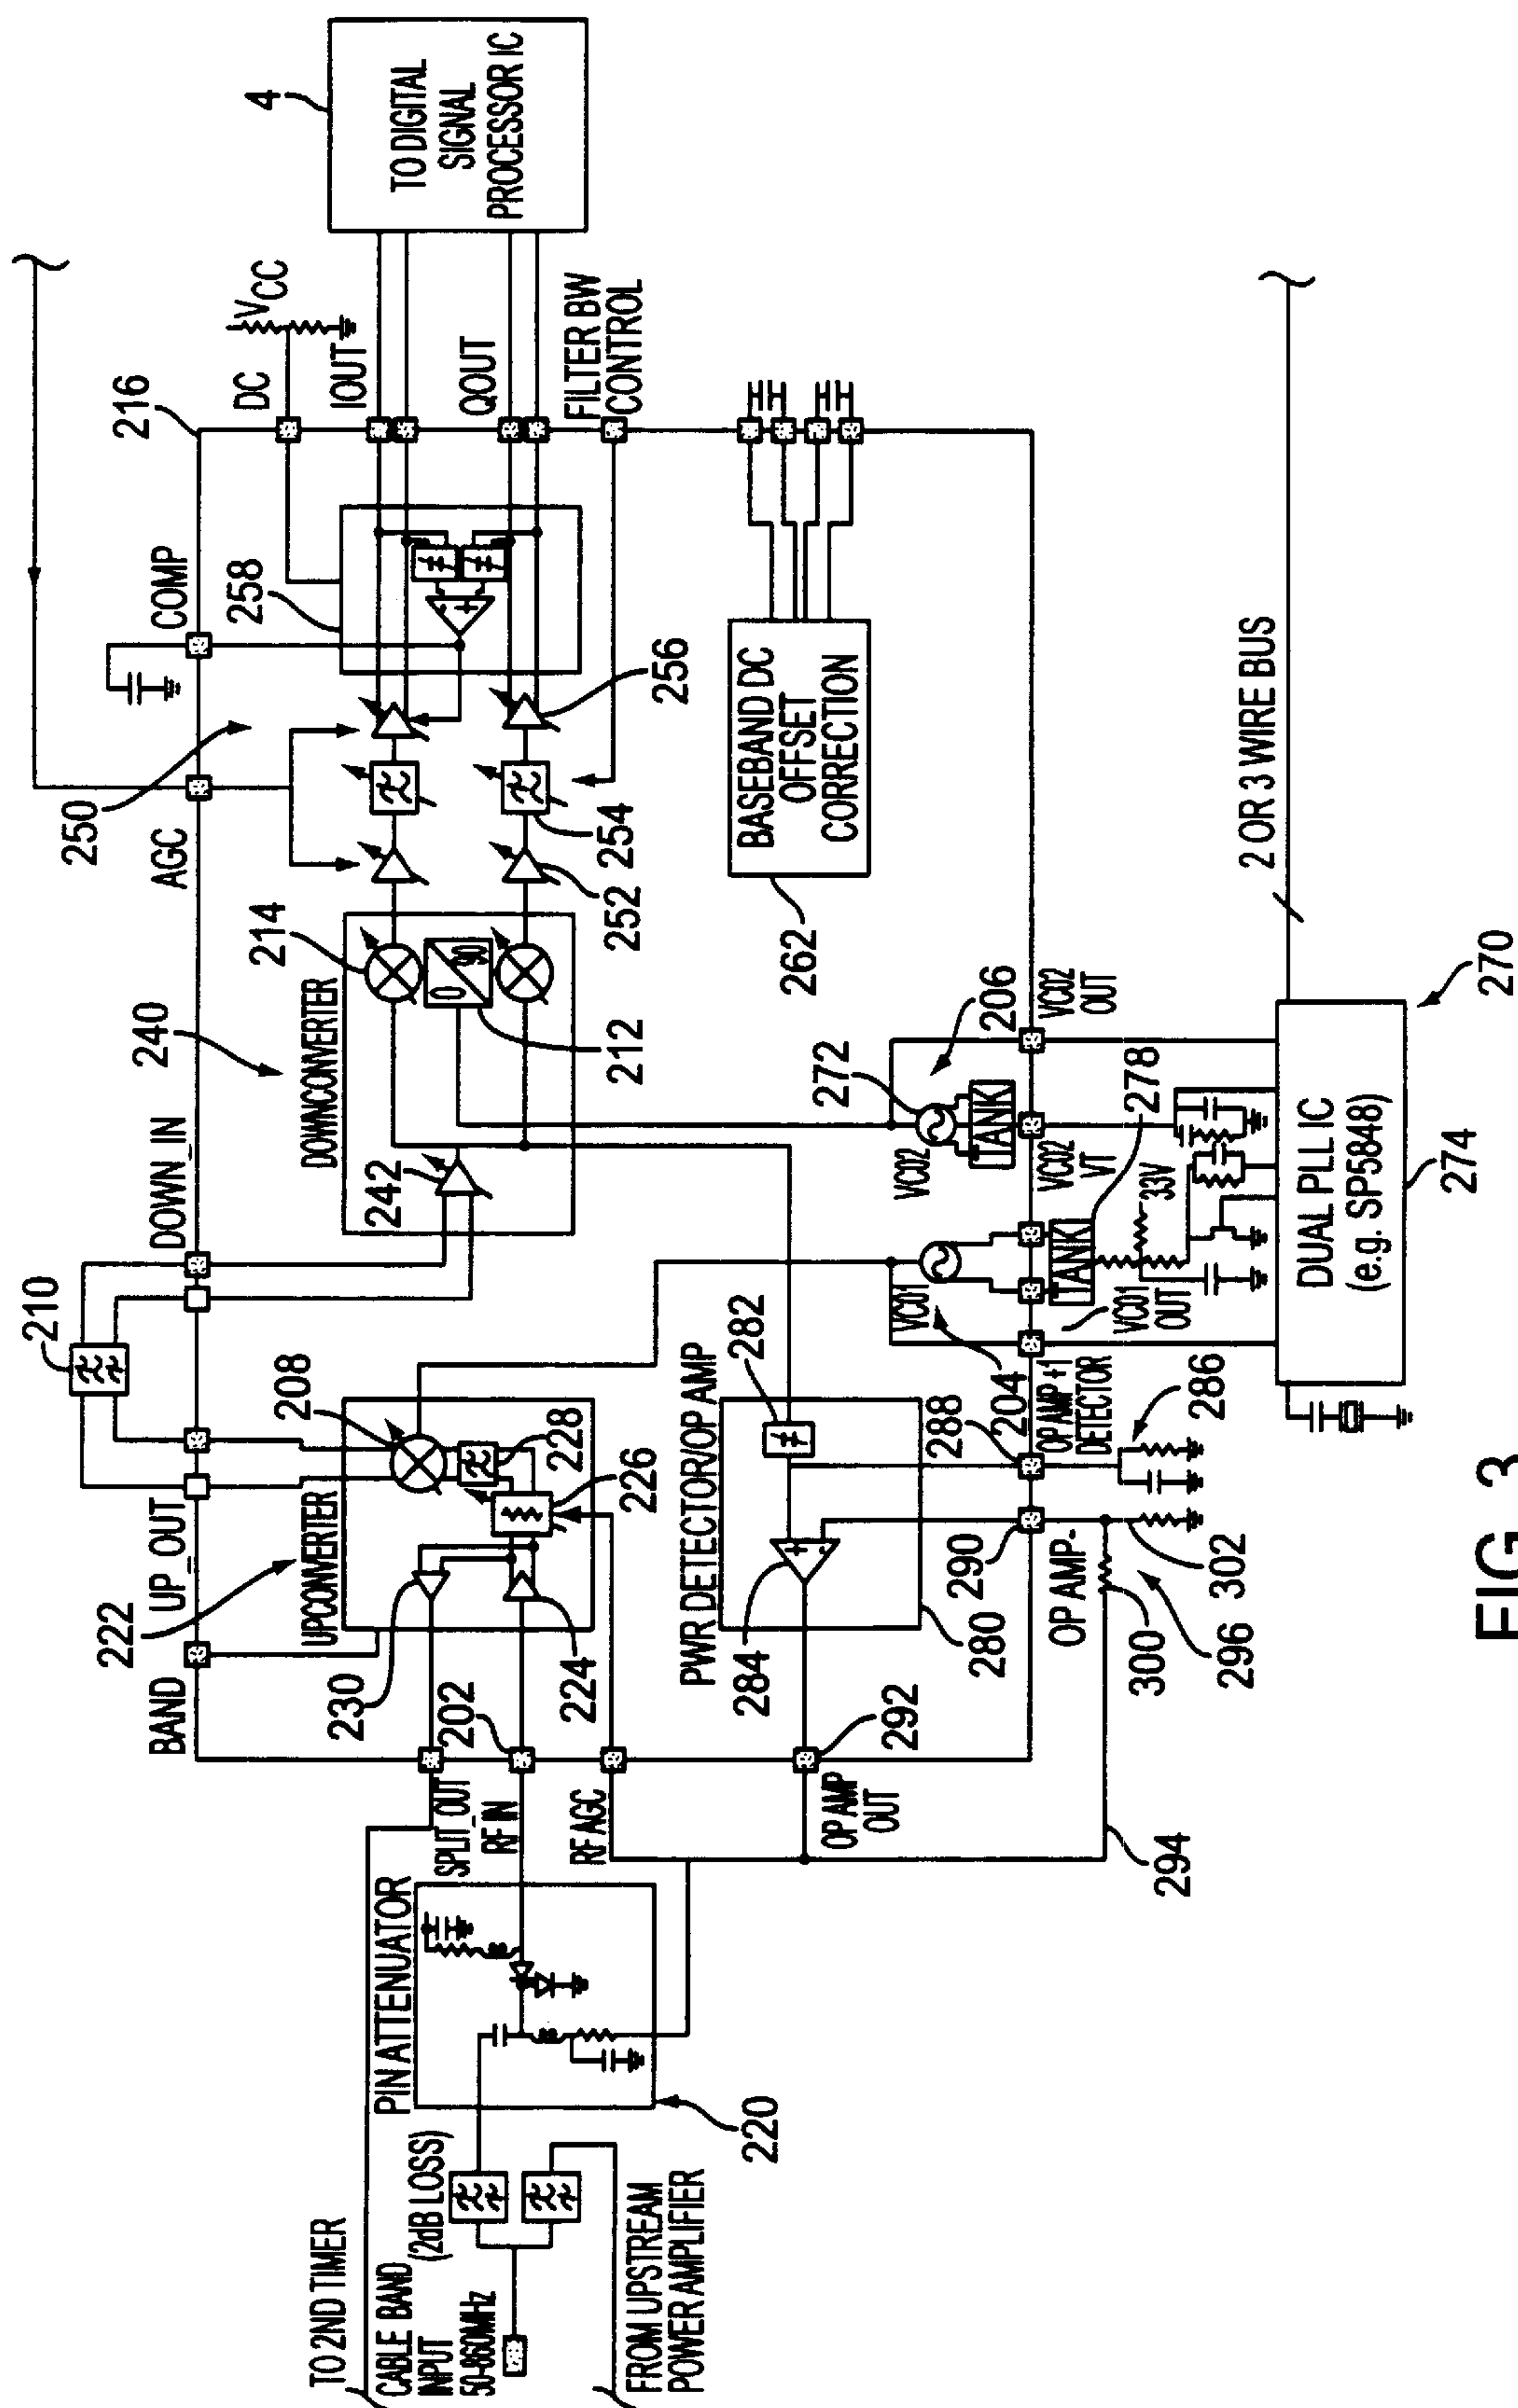 TO 2ND TIMER
CABLE BAND
INPUT
50-860MHz
(2dB LOSS)
FROM UPSTREAM
POWER AMPLIFIER
PIN ATTENUATOR
220
SPLIT_OUT
RF IN
RF AGC
OP AMP
OUT
294
BAND
222
UP_OUT
UPCONVERTER
230
202
224
208
228
226
210
DOWN_IN
PWR DETECTOR/OP AMP
284
282
280
292
290
288
OP AMP-
OP AMP +1
DETECTOR
300
302
296
286
204
VCO1
VCO1
OUT
TANK
33V
278
VCO2
272
206
TANK
VCO2
VT
VCO2
OUT
DUAL PLL IC
(e.g. SP5848)
274
270
2 OR 3 WIRE BUS
240
DOWNCONVERTER
242
214
0
90
212
AGC
250
COMP
252
254
256
258
216
DC
VCC
IOUT
QOUT
FILTER BW
CONTROL
BASEBAND DC
OFFSET
CORRECTION
262
4
TO DIGITAL
SIGNAL
PROCESSOR IC
FIG. 3